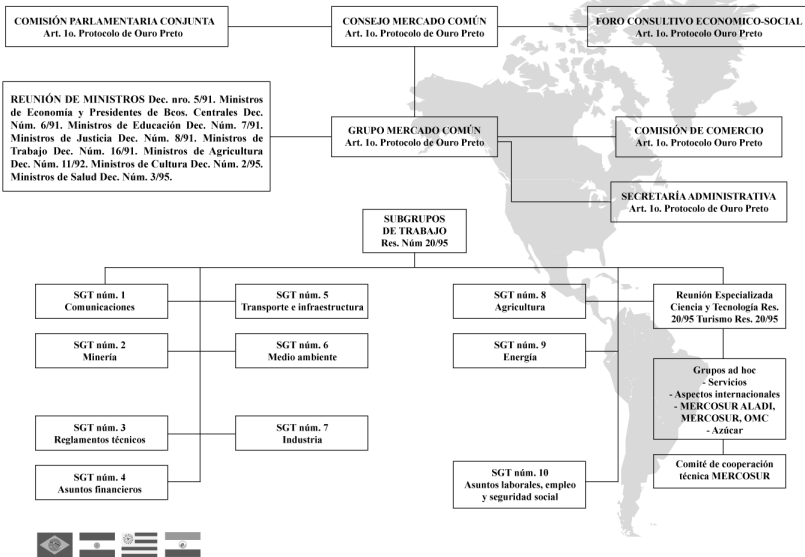 COMISIÓN PARLAMENTARIA CONJUNTA
Art. 1o. Protocolo de Ouro Preto
CONSEJO MERCADO COMÚN
Art. 1o. Protocolo de Ouro Preto
FORO CONSULTIVO ECONOMICO-SOCIAL
Art. 1o. Protocolo Ouro Preto
REUNIÓN DE MINISTROS Dec. nro. 5/91. Ministros
de Economía y Presidentes de Bcos. Centrales Dec.
Núm. 6/91. Ministros de Educación Dec. Núm. 7/91.
Ministros de Justicia Dec. Núm. 8/91. Ministros de
Trabajo Dec. Núm. 16/91. Ministros de Agricultura
Dec. Núm. 11/92. Ministros de Cultura Dec. Núm. 2/95.
Ministros de Salud Dec. Núm. 3/95.
GRUPO MERCADO COMÚN
Art. 1o. Protocolo de Ouro Preto
COMISIÓN DE COMERCIO
Art. 1o. Protocolo de Ouro Preto
SECRETARÍA ADMINISTRATIVA
Art. 1o. Protocolo de Ouro Preto
SUBGRUPOS
DE TRABAJO
Res. Núm 20/95
SGT núm. 1
Comunicaciones
SGT núm. 5
Transporte e infraestructura
SGT núm. 8
Agricultura
Reunión Especializada
Ciencia y Tecnología Res.
20/95 Turismo Res. 20/95
SGT núm. 2
Minería
SGT núm. 6
Medio ambiente
SGT núm. 9
Energía
Grupos ad hoc
- Servicios
- Aspectos internacionales
- MERCOSUR ALADI,
MERCOSUR, OMC
- Azúcar
SGT núm. 3
Reglamentos técnicos
SGT núm. 7
Industria
SGT núm. 4
Asuntos financieros
SGT núm. 10
Asuntos laborales, empleo
y seguridad social
Comité de cooperación
técnica MERCOSUR